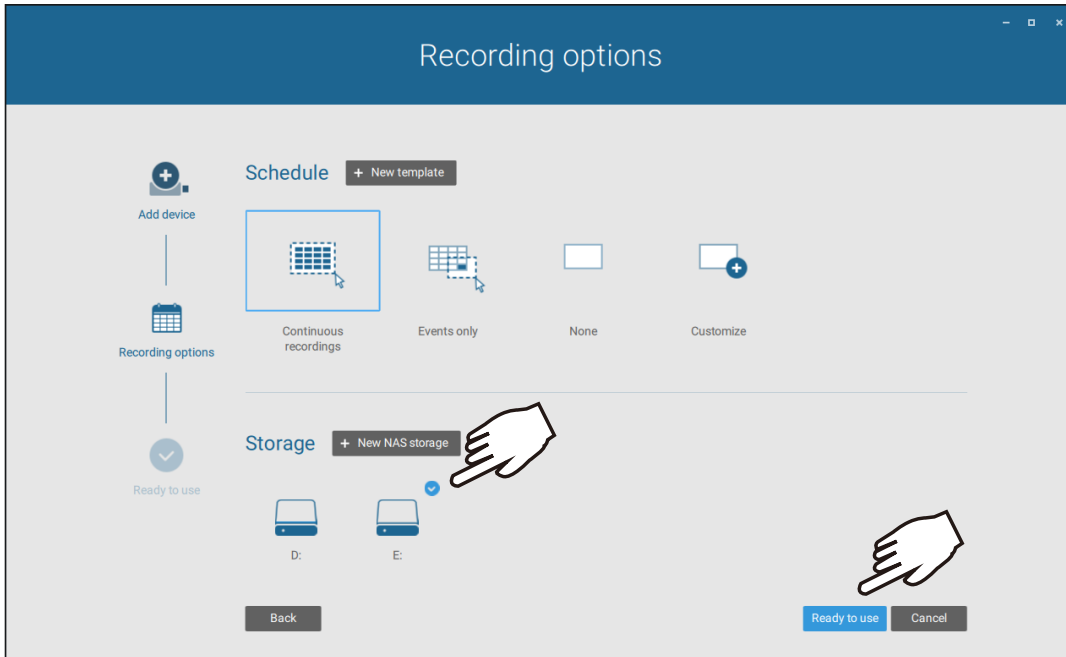 Recording options
Add device
Recording options
Ready to use
Schedule
+ New template
Continuous
recordings
Events only
None
Customize
Storage
+ New NAS storage
D:
E:
Back
Ready to use
Cancel